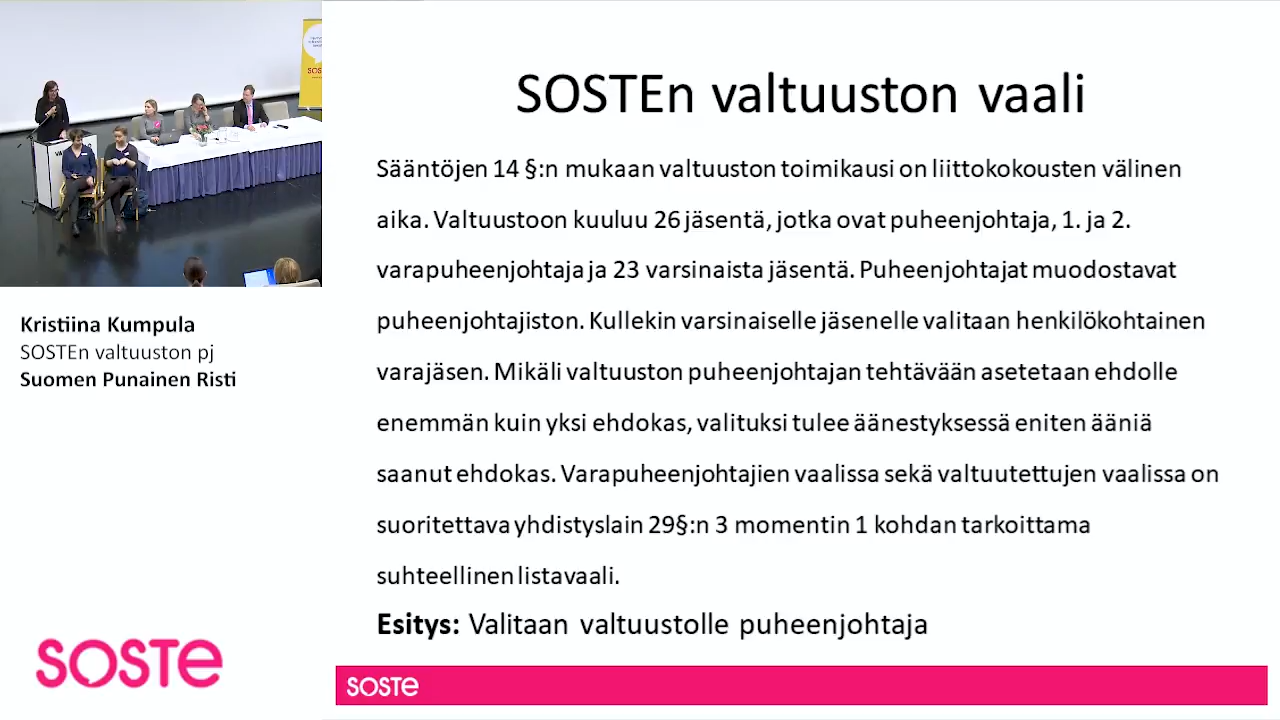 SOSTEn valtuuston vaali
Sääntöjen 14 §:n mukaan valtuuston toimikausi on liittokokousten välinen
aika. Valtuustoon kuuluu 26 jäsentä, jotka ovat puheenjohtaja, 1. ja 2.
varapuheenjohtaja ja 23 varsinaista jäsentä. Puheenjohtajat muodostavat
puheenjohtajiston. Kullekin varsinaiselle jäsenelle valitaan henkilökohtainen
varajäsen. Mikäli valtuuston puheenjohtajan tehtävään asetetaan ehdolle
enemmän kuin yksi ehdokas, valituksi tulee äänestyksessä eniten ääniä
saanut ehdokas. Varapuheenjohtajien vaalissa sekä valtuutettujen vaalissa on
suoritettava yhdistyslain 29§:n 3 momentin 1 kohdan tarkoittama
suhteellinen listavaali.
Esitys: Valitaan valtuustolle puheenjohtaja
Kristiina Kumpula
SOSTEn valtuuston pj
Suomen Punainen Risti
SOSTE
SOSTE